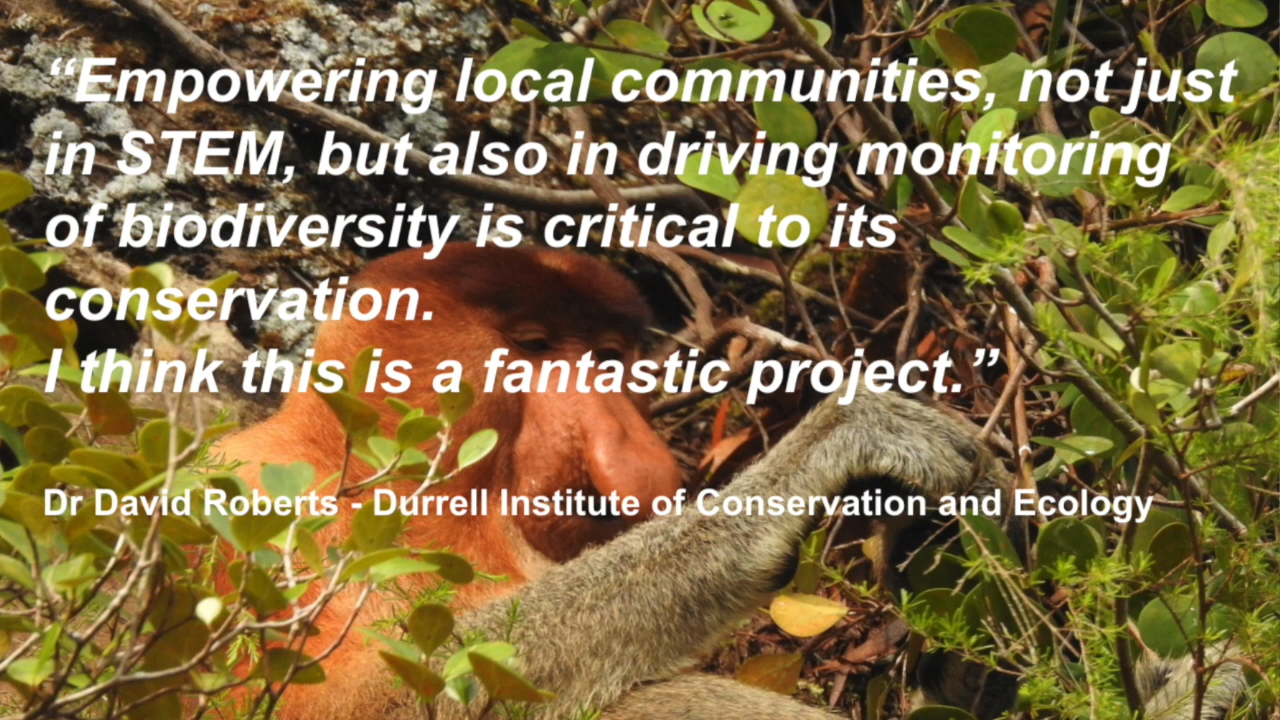 “Empowering local communities, not just
in STEM, but also in driving monitoring
of biodiversity is critical to its
conservation.
I think this is a fantastic project.”
Dr David Roberts - Durrell Institute of Conservation and Ecology